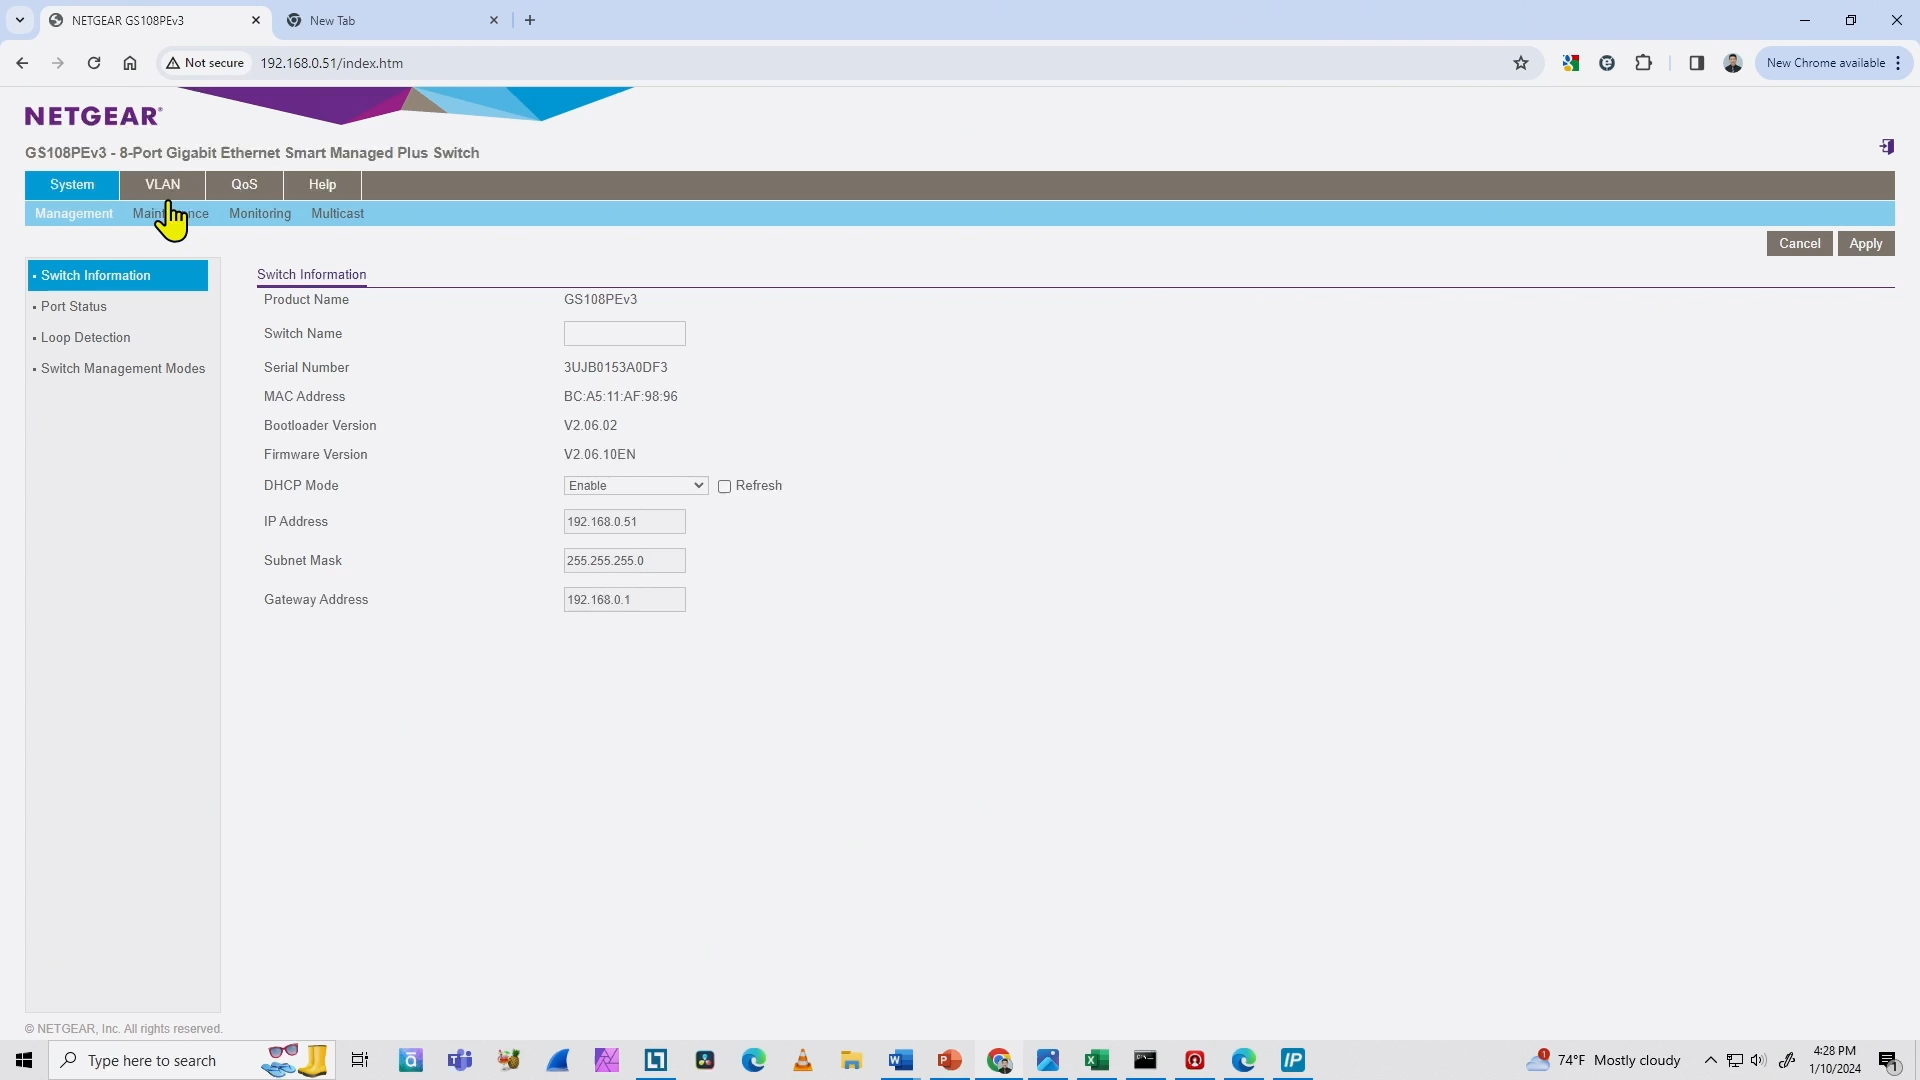 NETGEAR GS108PEv3
New Tab
Not secure
192.168.0.51/index.htm
New Chrome available
NETGEAR®
GS108PEv3 - 8-Port Gigabit Ethernet Smart Managed Plus Switch
System VLAN QoS Help
Management Monitoring Multicast
Cancel Apply
Switch Information
Port Status
Loop Detection
Switch Management Modes
Switch Information
Product Name GS108PEv3
Switch Name
Serial Number 3UJB0153A0DF3
MAC Address BC:A5:11:AF:98:96
Bootloader Version V2.06.02
Firmware Version V2.06.10EN
DHCP Mode Enable Refresh
IP Address 192.168.0.51
Subnet Mask 255.255.255.0
Gateway Address 192.168.0.1
© NETGEAR, Inc. All rights reserved.
Type here to search
1
74°F Mostly cloudy
4:28 PM
1/10/2024
1